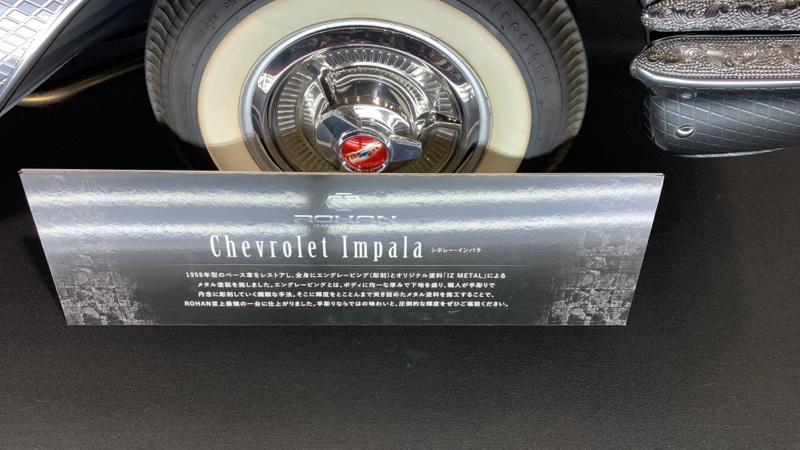 ROHAN
Chevrolet Impala シボレー・インパラ
1958年型のベース車をレストアし、全身にエングレービング(彫刻)とオリジナル塗料「IZ METAL」による
メタル塗装を施しました。エングレービングとは、ボディに均一な厚みで下地を盛り、職人が手彫りで
丹念に彫刻していく繊細な手法。そこに輝度をとことんまで突き詰めたメタル塗料を施工することで、
ROHAN至上最強の一台に仕上がりました。手彫りならではの味わいと、圧倒的な輝度をぜひご堪能ください。